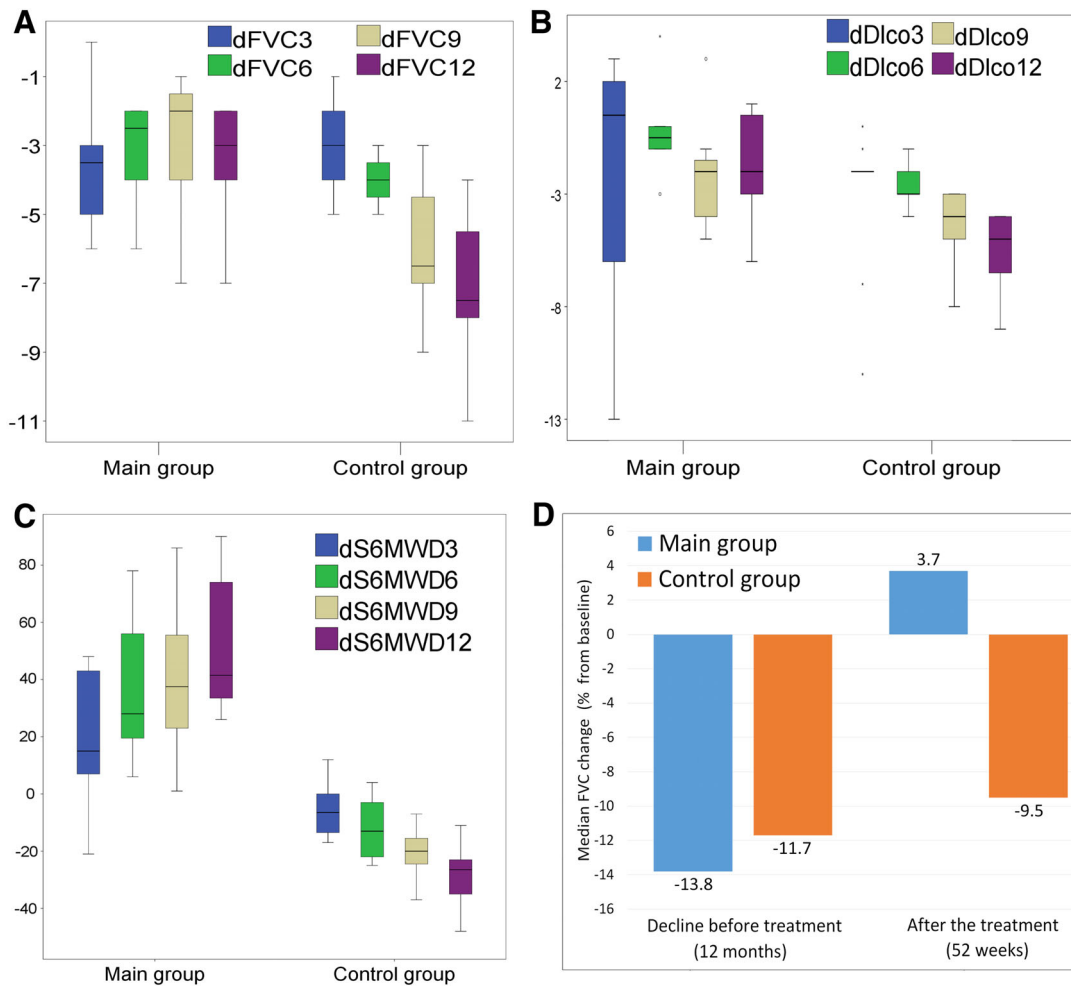 A
dFVC3 dFVC9
dFVC6 dFVC12
-1
-3
-5
-7
-9
-11
Main group Control group
B
dDlco3 dDlco9
dDlco6 dDlco12
2
-3
-8
-13
Main group Control group
C
dS6MWD3
dS6MWD6
dS6MWD9
dS6MWD12
80
60
40
20
0
-20
-40
Main group Control group
D
Median FVC change (% from baseline)
6
4
2
0
-2
-4
-6
-8
-10
-12
-14
-16
Main group
Control group
3.7
-9.5
-11.7
-13.8
Decline before treatment
(12 months)
After the treatment
(52 weeks)